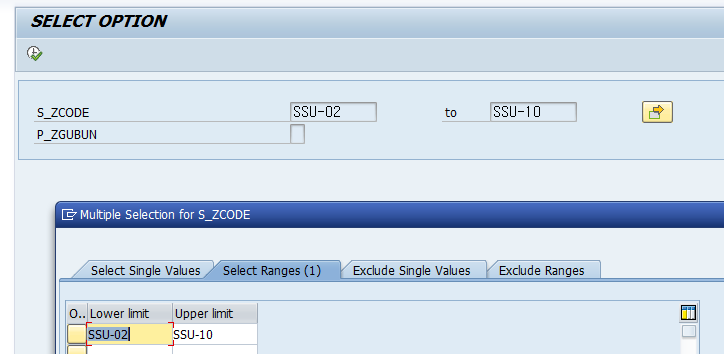 SELECT OPTION
S_ZCODE SSU-02 to SSU-10
P_ZGUBUN
Multiple Selection for S_ZCODE
Select Single Values Select Ranges (1) Exclude Single Values Exclude Ranges
O.. Lower limit Upper limit
SSU-02 SSU-10